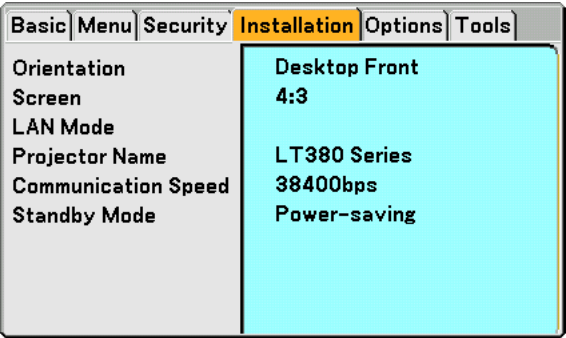 Basic Menu Security Installation Options Tools
Orientation Desktop Front
Screen 4:3
LAN Mode
Projector Name LT380 Series
Communication Speed 38400bps
Standby Mode Power-saving